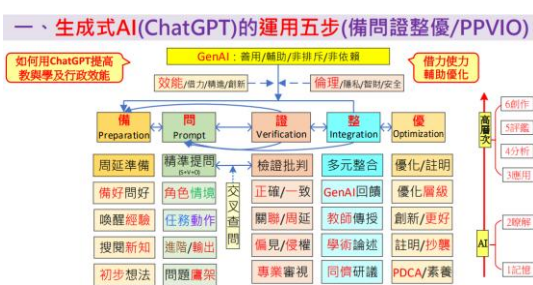 一、生成式AI(ChatGPT)的運用五步(備問證整優/PPVIO)
如何用ChatGPT提高
教與學及行政效能
GenAI：善用/輔助/非排斥/非依賴
借力使力
輔助優化
效能/借力/精進/創新
倫理/隱私/智財/安全
備
Preparation
問
Prompt
證
Verification
整
Integration
優
Optimization
周延準備
精準提問
檢證批判
多元整合
優化/註明
備好問好
角色情境
正確/一致
GenAI回饋
優化層級
喚醒經驗
任務動作
關聯/周延
教師傳授
創新/更好
搜閱新知
進階/輸出
偏見/侵權
學術論述
註明/抄襲
初步想法
問題鷹架
專業審視
同儕研議
PDCA/素養
交叉查問
高層次
AI
6創作
5評鑑
4分析
3應用
2瞭解
1記憶